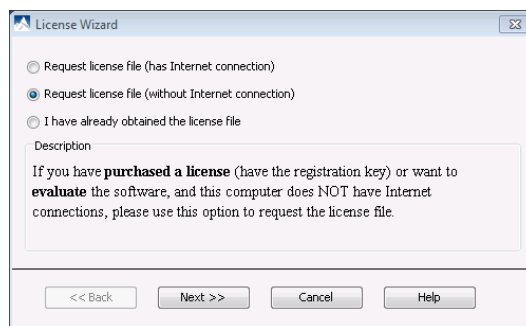 License Wizard
Request license file (has Internet connection)
Request license file (without Internet connection)
I have already obtained the license file
Description
If you have purchased a license (have the registration key) or want to
evaluate the software, and this computer does NOT have Internet
connections, please use this option to request the license file.
<< Back Next >> Cancel Help